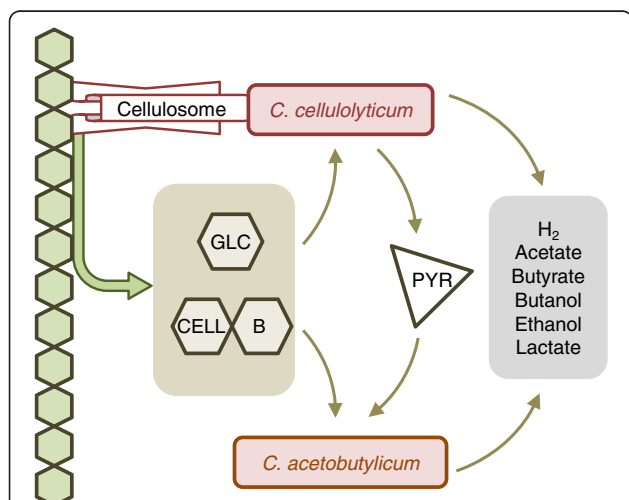 Cellulosome
C. cellulolyticum
GLC
CELL B
PYR
H₂
Acetate
Butyrate
Butanol
Ethanol
Lactate
C. acetobutylicum